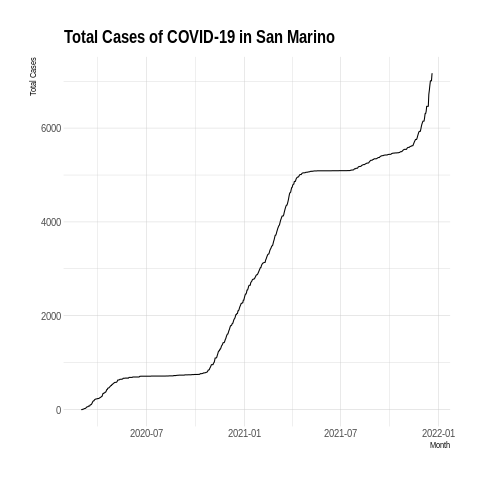 Total Cases of COVID-19 in San Marino
Total Cases
6000
4000
2000
0
2020-07 2021-01 2021-07 2022-01
Month